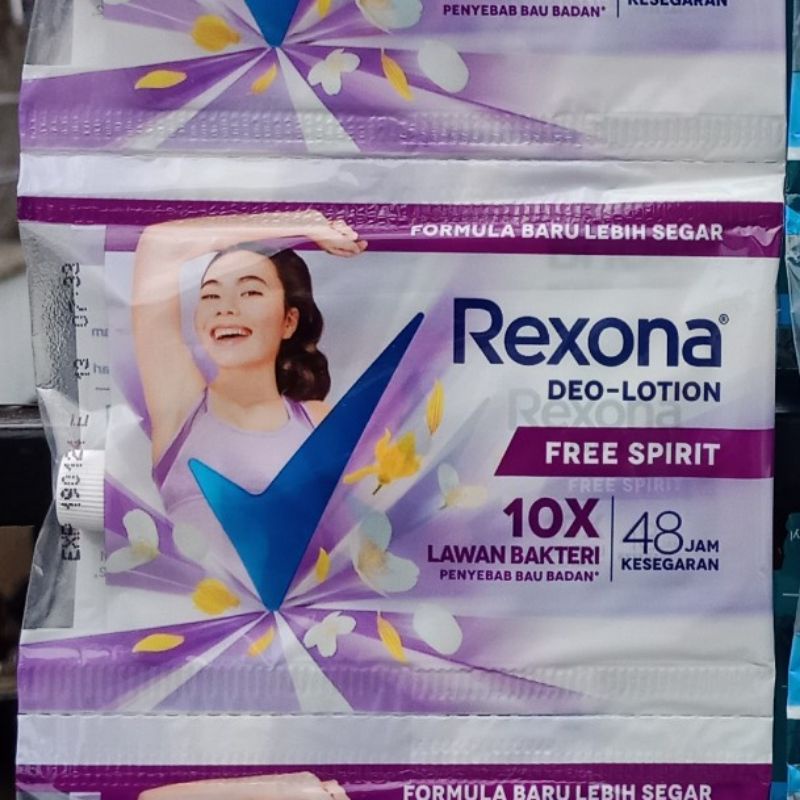 PENYEBAB BAU BADAN*
KESEGARAN
FORMULA BARU LEBIH SEGAR
Rexona®
DEO-LOTION
FREE SPIRIT
10X
LAWAN BAKTERI
PENYEBAB BAU BADAN*
48 JAM
KESEGARAN
FORMULA BARU LEBIH SEGAR